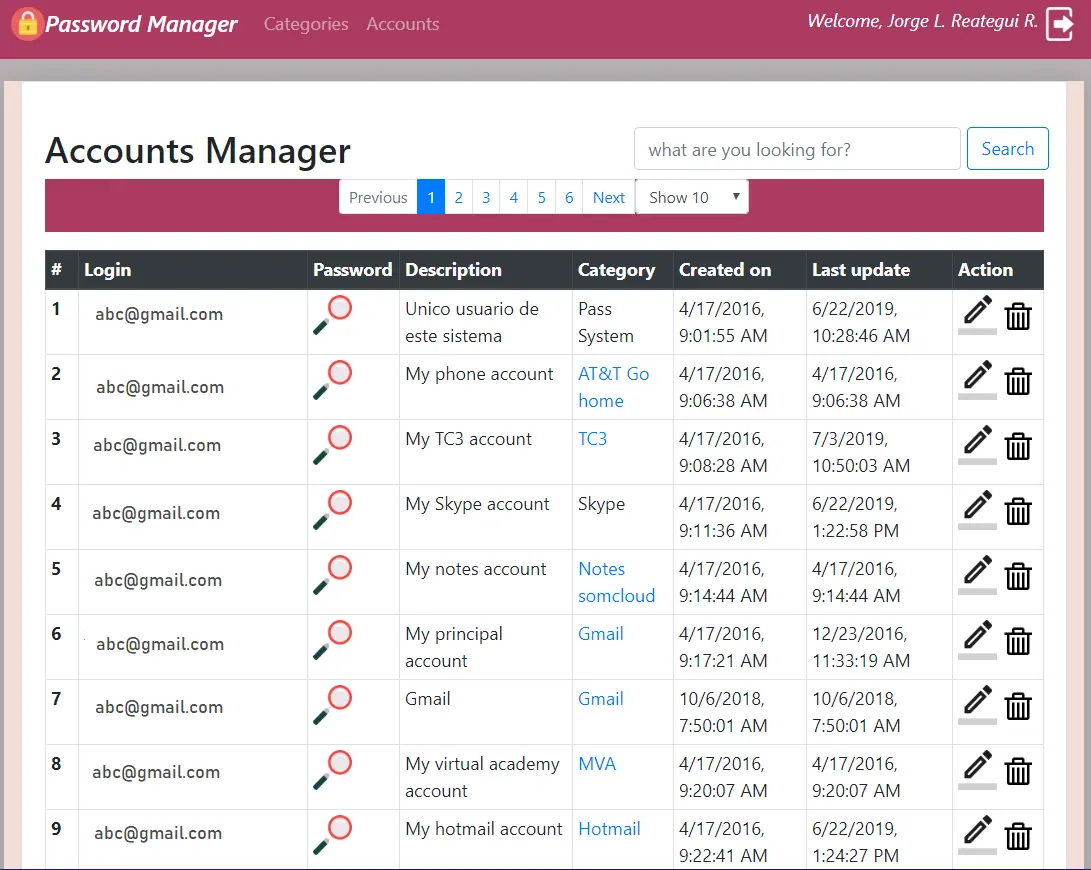 Password Manager Categories Accounts Welcome, Jorge L. Reategui R.
Accounts Manager what are you looking for? Search
Previous 1 2 3 4 5 6 Next Show 10
# Login Password Description Category Created on Last update Action
1 abc@gmail.com Unico usuario de Pass 4/17/2016, 6/22/2019,
este sistema System 9:01:55 AM 10:28:46 AM
2 abc@gmail.com My phone account AT&T Go 4/17/2016, 4/17/2016,
home 9:06:38 AM 9:06:38 AM
3 abc@gmail.com My TC3 account TC3 4/17/2016, 7/3/2019,
9:08:28 AM 10:50:03 AM
4 abc@gmail.com My Skype account Skype 4/17/2016, 6/22/2019,
9:11:36 AM 1:22:58 PM
5 abc@gmail.com My notes account Notes 4/17/2016, 4/17/2016,
somcloud 9:14:44 AM 9:14:44 AM
6 abc@gmail.com My principal Gmail 4/17/2016, 12/23/2016,
account 9:17:21 AM 11:33:19 AM
7 abc@gmail.com Gmail Gmail 10/6/2018, 10/6/2018,
7:50:01 AM 7:50:01 AM
8 abc@gmail.com My virtual academy MVA 4/17/2016, 4/17/2016,
account 9:20:07 AM 9:20:07 AM
9 abc@gmail.com My hotmail account Hotmail 4/17/2016, 6/22/2019,
9:22:41 AM 1:24:27 PM